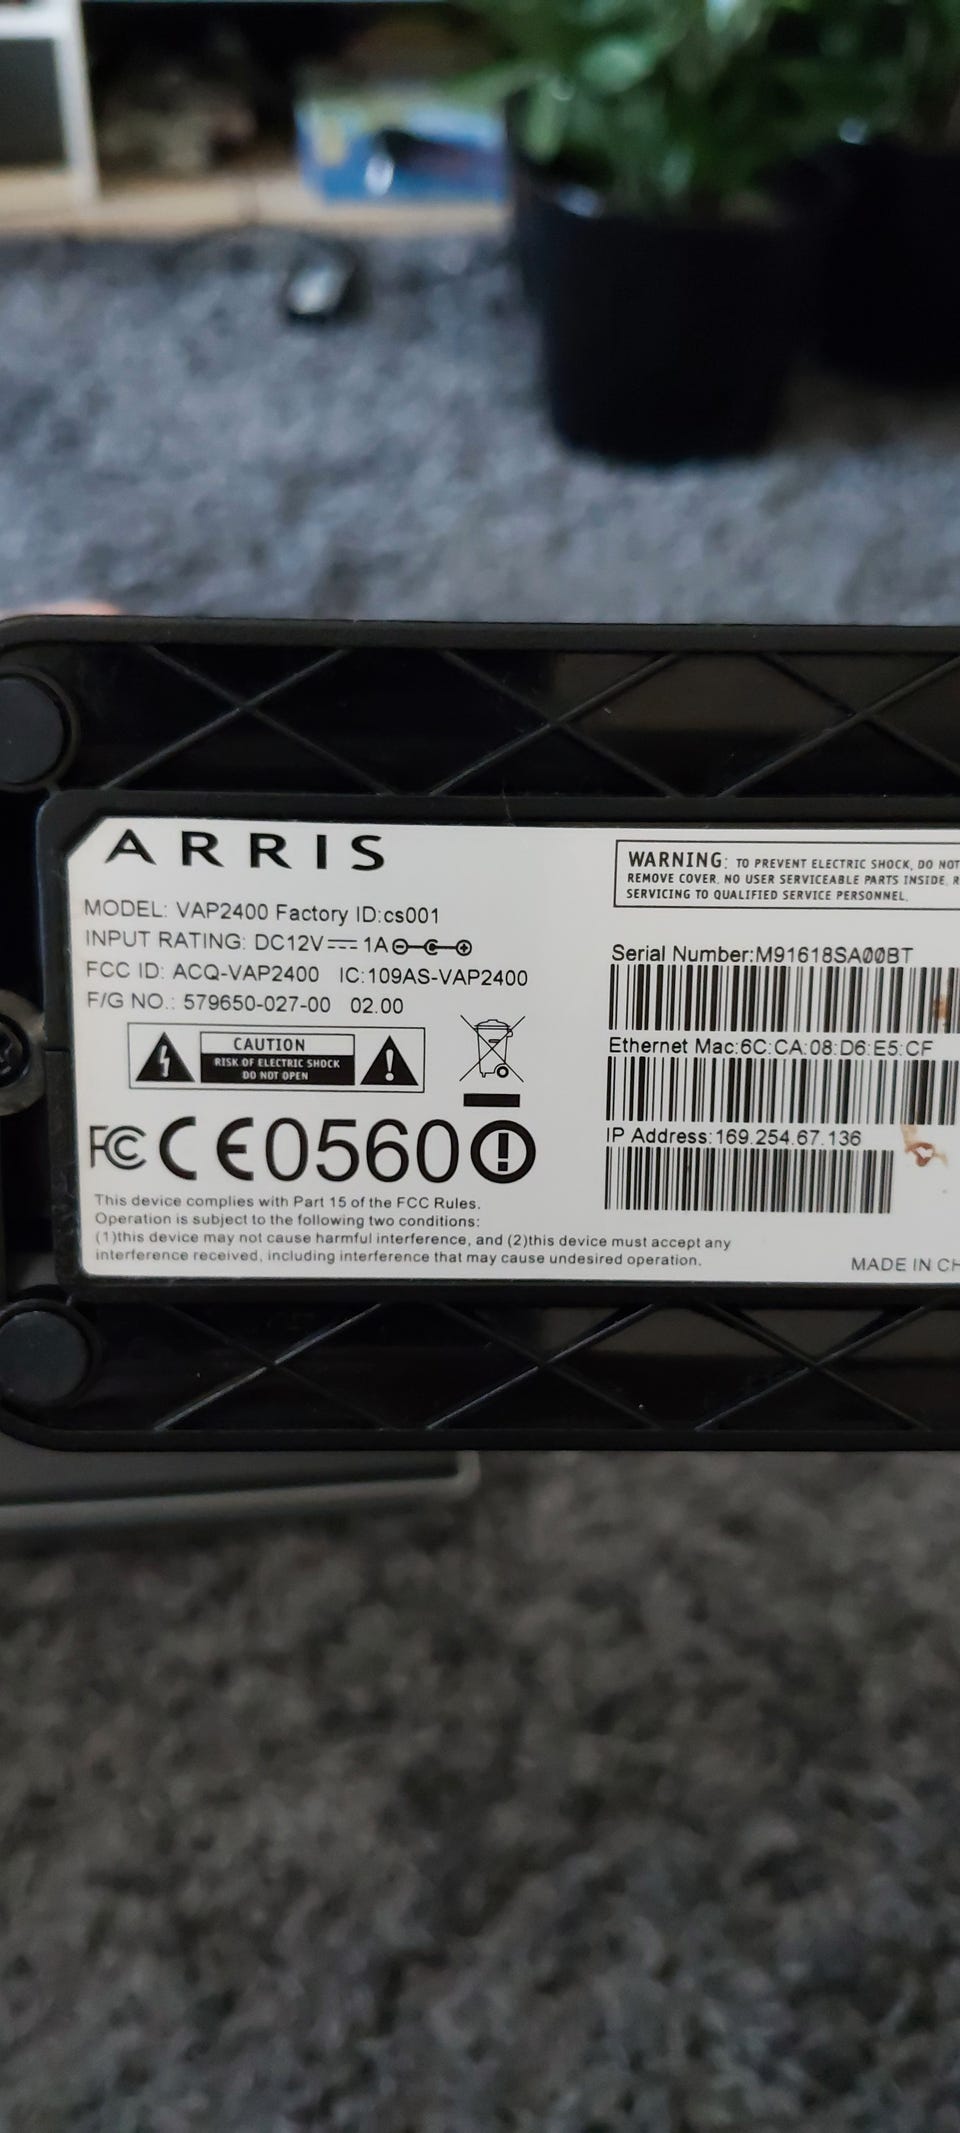 ARRIS
MODEL: VAP2400 Factory ID:cs001
INPUT RATING: DC12V 1A
FCC ID: ACQ-VAP2400 IC:109AS-VAP2400
F/G NO.: 579650-027-00 02.00
CAUTION
RISK OF ELECTRIC SHOCK
DO NOT OPEN
FC CE0560
This device complies with Part 15 of the FCC Rules.
Operation is subject to the following two conditions:
(1)this device may not cause harmful interference, and (2)this device must accept any
interference received, including interference that may cause undesired operation.
WARNING: TO PREVENT ELECTRIC SHOCK, DO NOT
REMOVE COVER. NO USER SERVICEABLE PARTS INSIDE. R
SERVICING TO QUALIFIED SERVICE PERSONNEL.
Serial Number:M91618SA00BT
Ethernet Mac:6C:CA:08:D6:E5:CF
IP Address:169.254.67.136
MADE IN CH